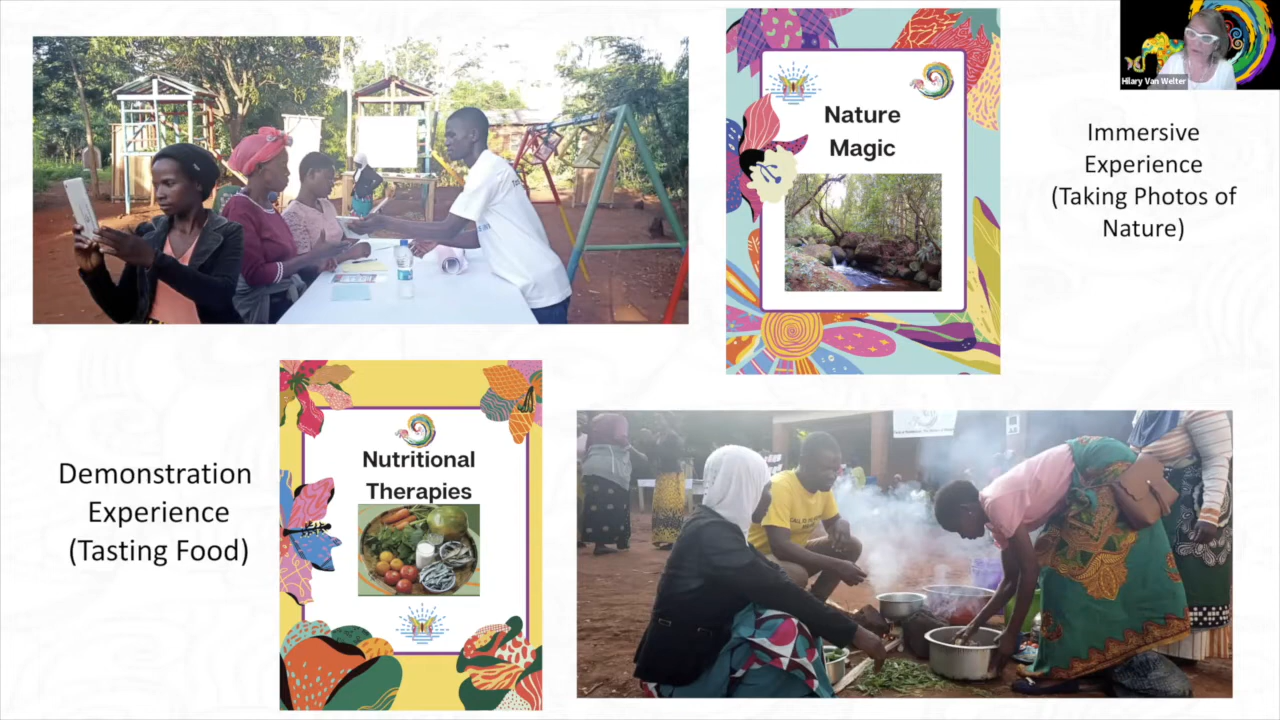 Hilary Van Welter
Nature
Magic
Immersive
Experience
(Taking Photos of
Nature)
Demonstration
Experience
(Tasting Food)
Nutritional
Therapies